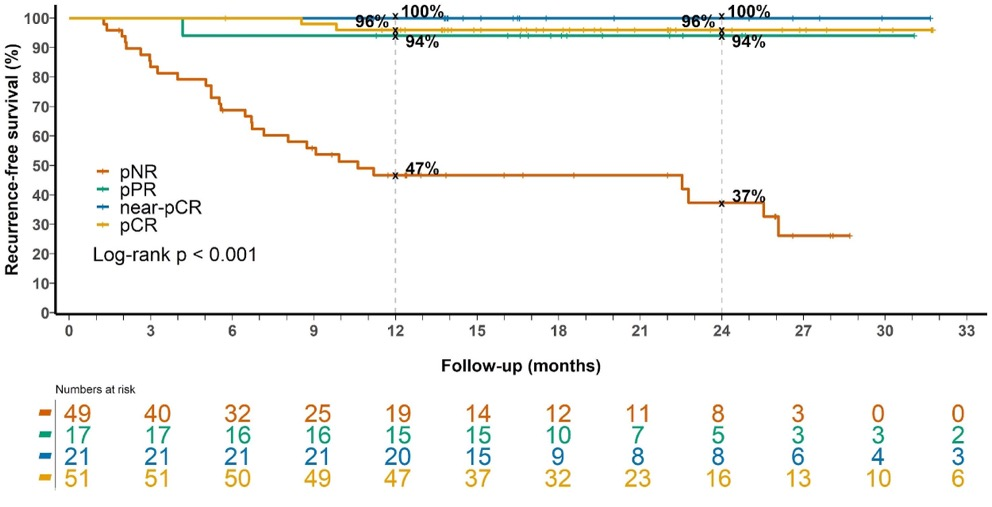 Recurrence-free survival (%)
100
90
80
70
60
50
40
30
20
10
0
100%
96%
94%
100%
96%
94%
47%
37%
pNR
pPR
near-pCR
pCR
Log-rank p < 0.001
0 3 6 9 12 15 18 21 24 27 30 33
Follow-up (months)
Numbers at risk
49 40 32 25 19 14 12 11 8 3 0 0
17 17 16 16 15 15 10 7 5 3 3 2
21 21 21 21 20 15 9 8 8 6 4 3
51 51 50 49 47 37 32 23 16 13 10 6